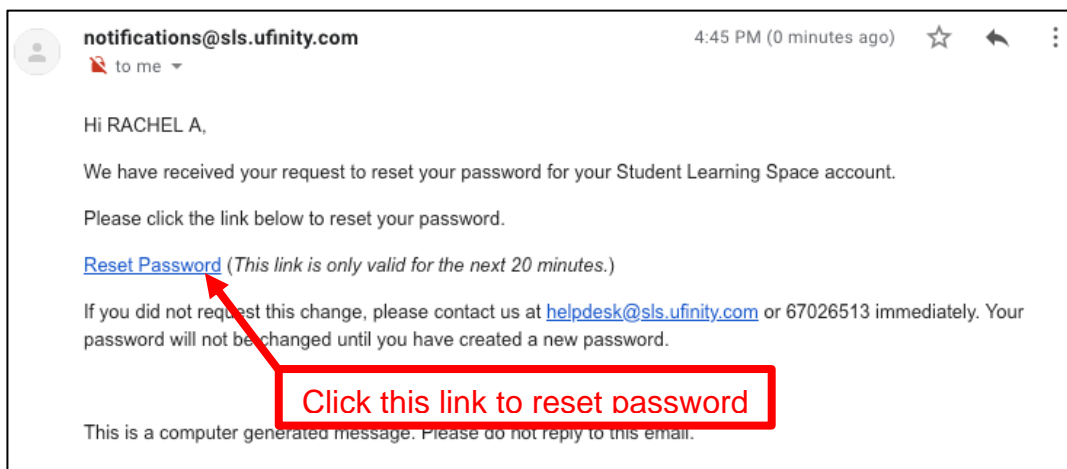 notifications@sls.ufinity.com 4:45 PM (0 minutes ago)
to me
Hi RACHEL A,
We have received your request to reset your password for your Student Learning Space account.
Please click the link below to reset your password.
Reset Password (This link is only valid for the next 20 minutes.)
If you did not request this change, please contact us at helpdesk@sls.ufinity.com or 67026513 immediately. Your
password will not be changed until you have created a new password.
Click this link to reset password
This is a computer generated message. Please do not reply to this email.